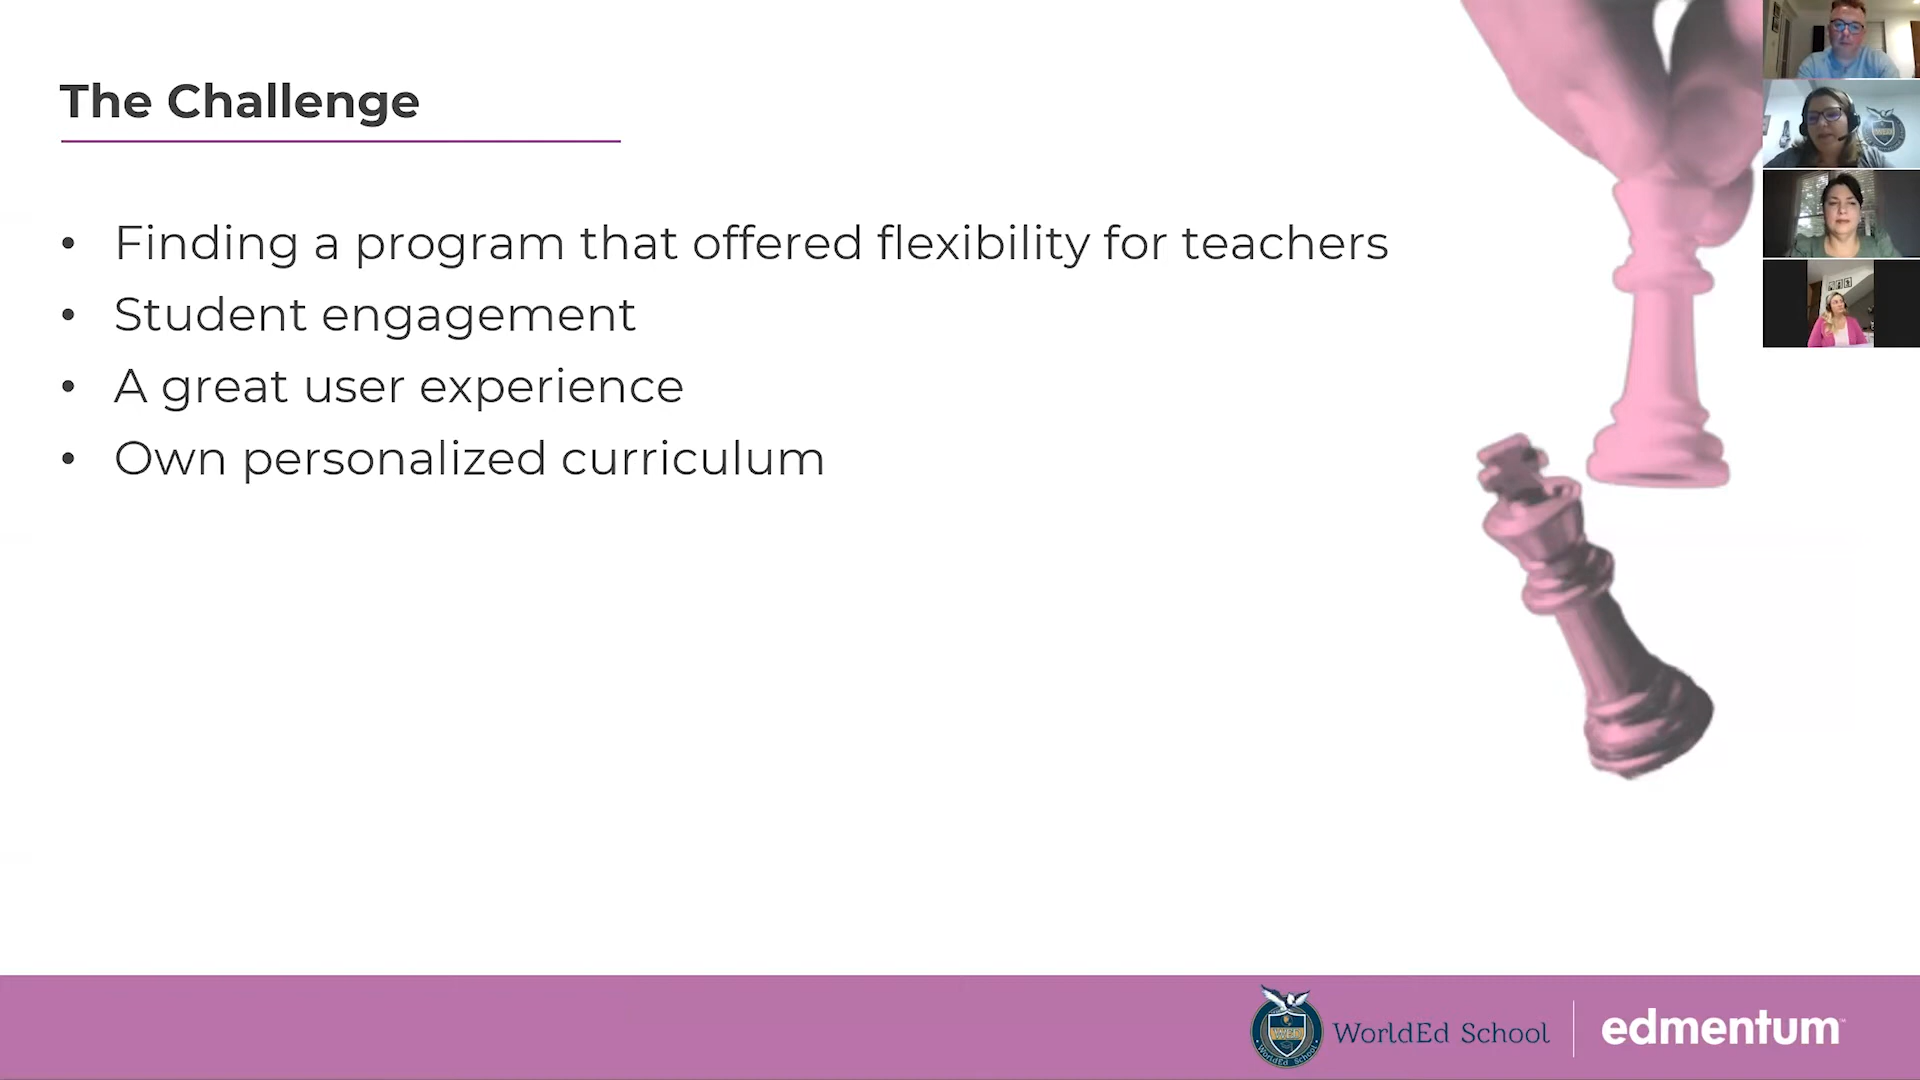 The Challenge
• Finding a program that offered flexibility for teachers
• Student engagement
• A great user experience
• Own personalized curriculum
WorldEd School
edmentum